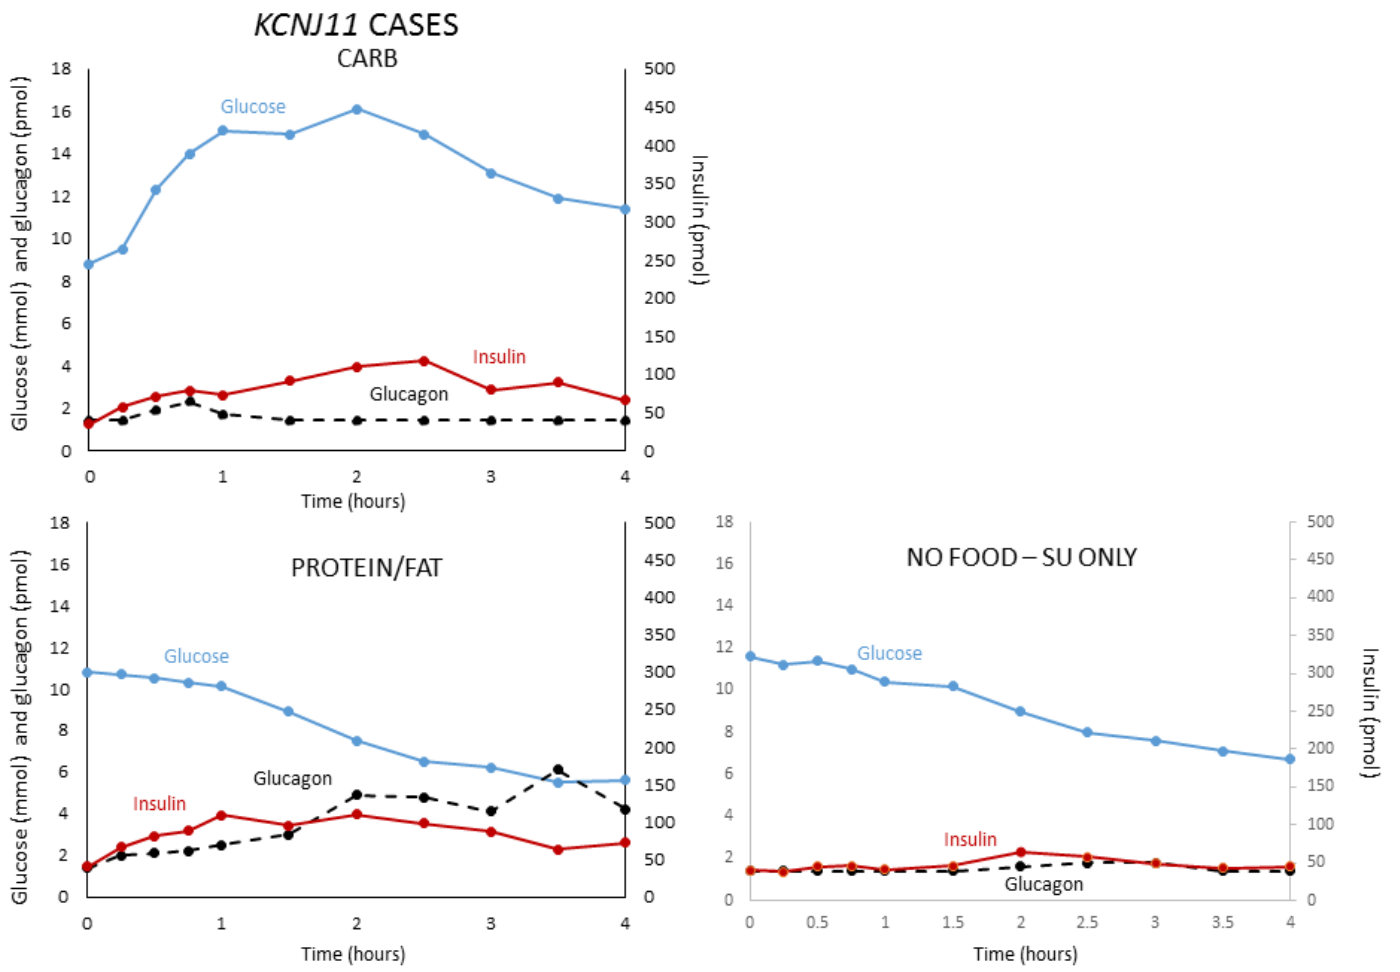 KCNJ11 CASES
CARB
18
16
14
12
10
8
6
4
2
0
Glucose (mmol) and glucagon (pmol)
Glucose
Insulin
Glucagon
500
450
400
350
300
250
200
150
100
50
0
Insulin (pmol)
0 1 2 3 4
Time (hours)
PROTEIN/FAT
18
16
14
12
10
8
6
4
2
0
Glucose (mmol) and glucagon (pmol)
Glucose
Glucagon
Insulin
500
450
400
350
300
250
200
150
100
50
0
0 1 2 3 4
Time (hours)
NO FOOD – SU ONLY
18
16
14
12
10
8
6
4
2
0
Glucose
Insulin
Glucagon
500
450
400
350
300
250
200
150
100
50
0
Insulin (pmol)
0 0.5 1 1.5 2 2.5 3 3.5 4
Time (hours)